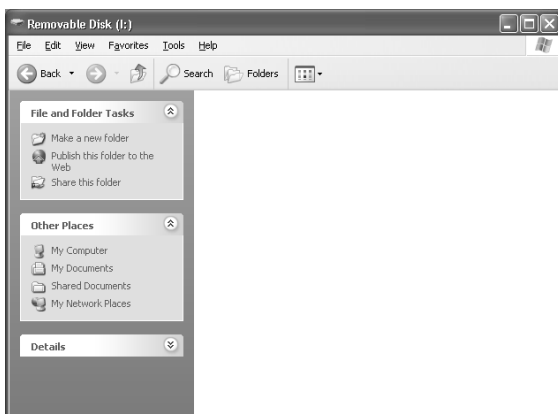 Removable Disk (I:)
File Edit View Favorites Tools Help
Back Search Folders
File and Folder Tasks
Make a new folder
Publish this folder to the
Web
Share this folder
Other Places
My Computer
My Documents
Shared Documents
My Network Places
Details